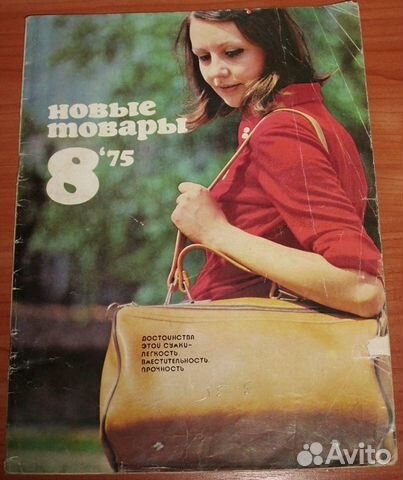 новые
товары
8 '75
ДОСТОИНСТВА
ЭТОЙ СУМКИ–
ЛЕГКОСТЬ,
ВМЕСТИТЕЛЬНОСТЬ,
ПРОЧНОСТЬ
Avito